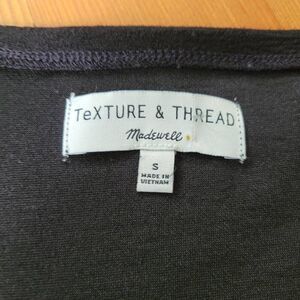 TeXTURE & THREAD
Madewell
S
MADE IN
VIETNAM